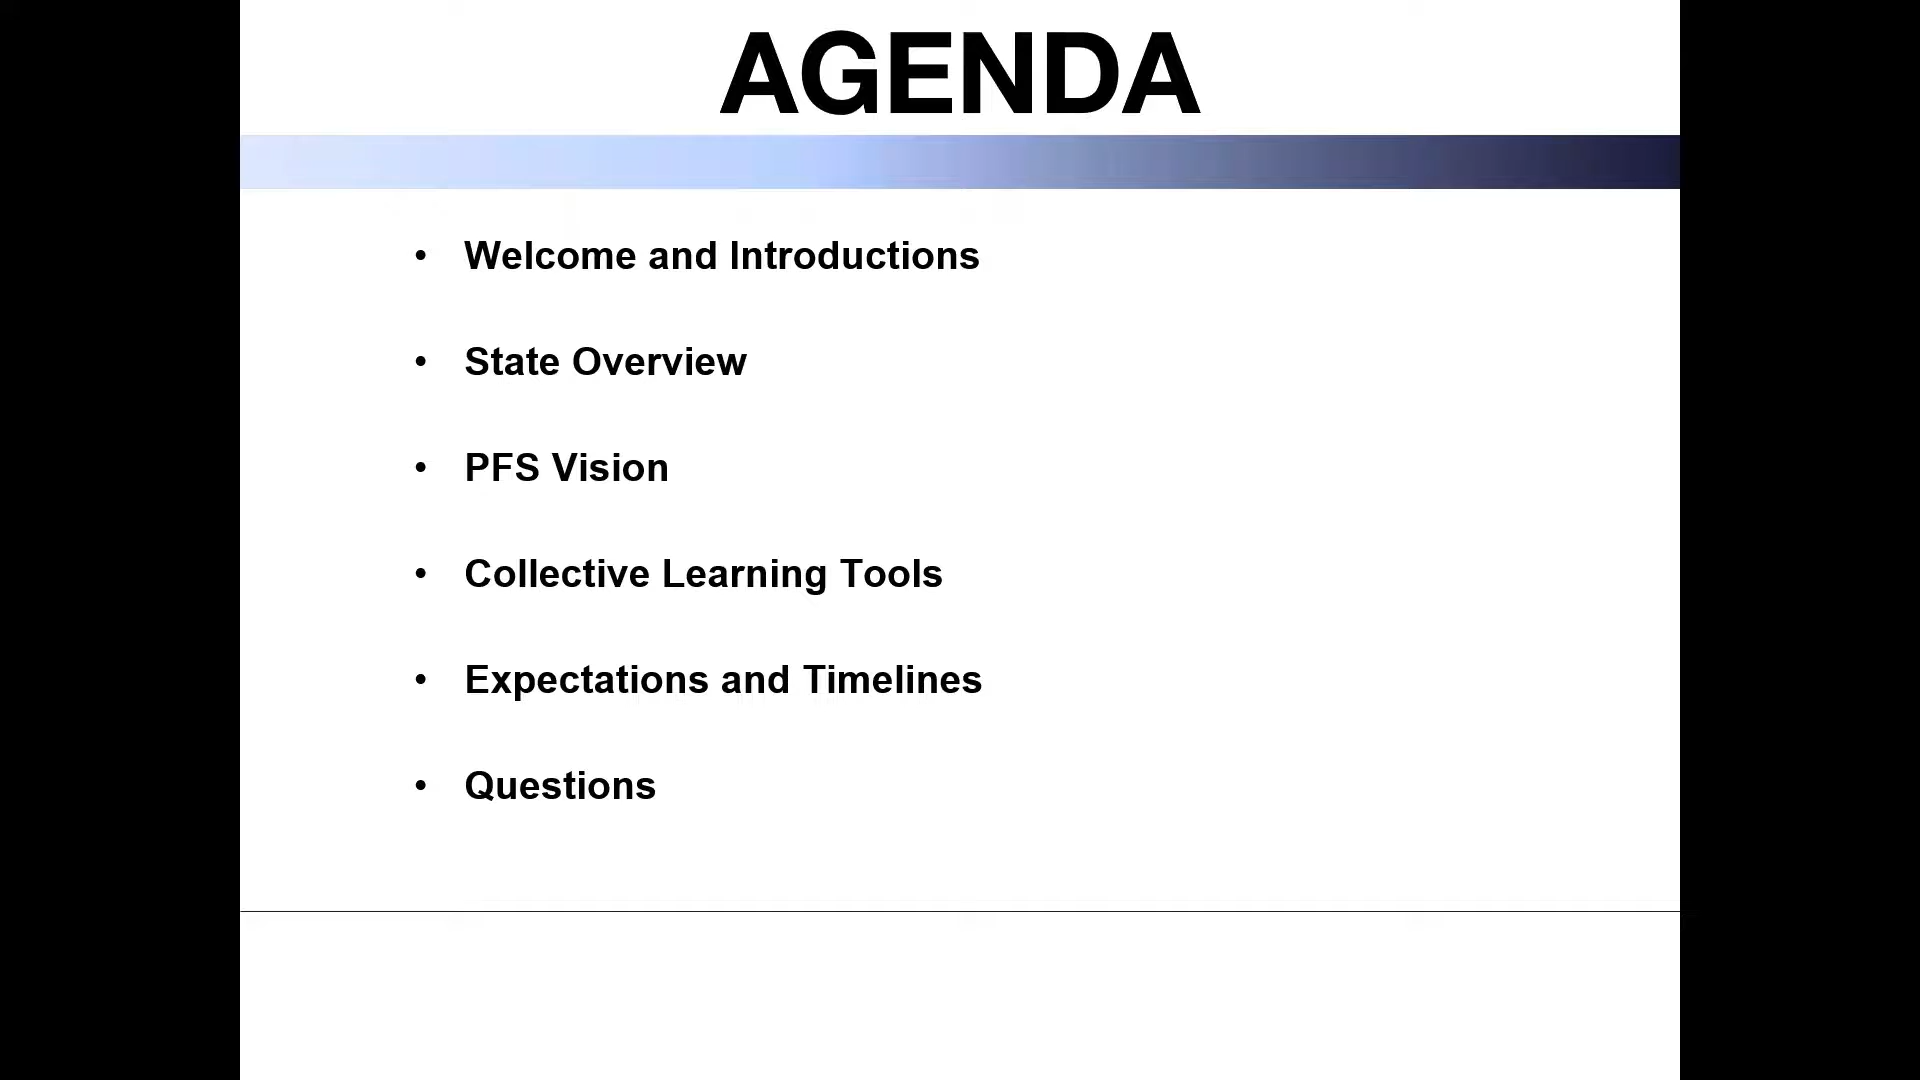 AGENDA
• Welcome and Introductions
• State Overview
• PFS Vision
• Collective Learning Tools
• Expectations and Timelines
• Questions